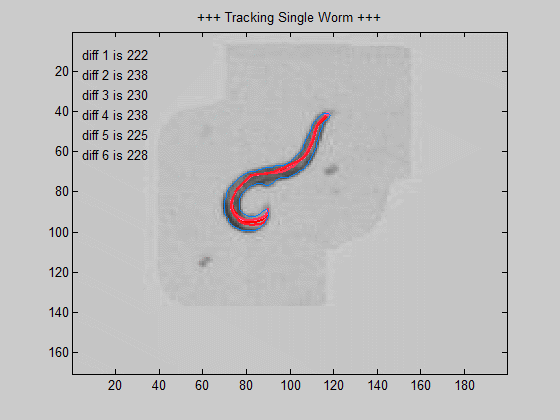 +++ Tracking Single Worm +++
diff 1 is 222
diff 2 is 238
diff 3 is 230
diff 4 is 238
diff 5 is 225
diff 6 is 228
20
40
60
80
100
120
140
160
20 40 60 80 100 120 140 160 180